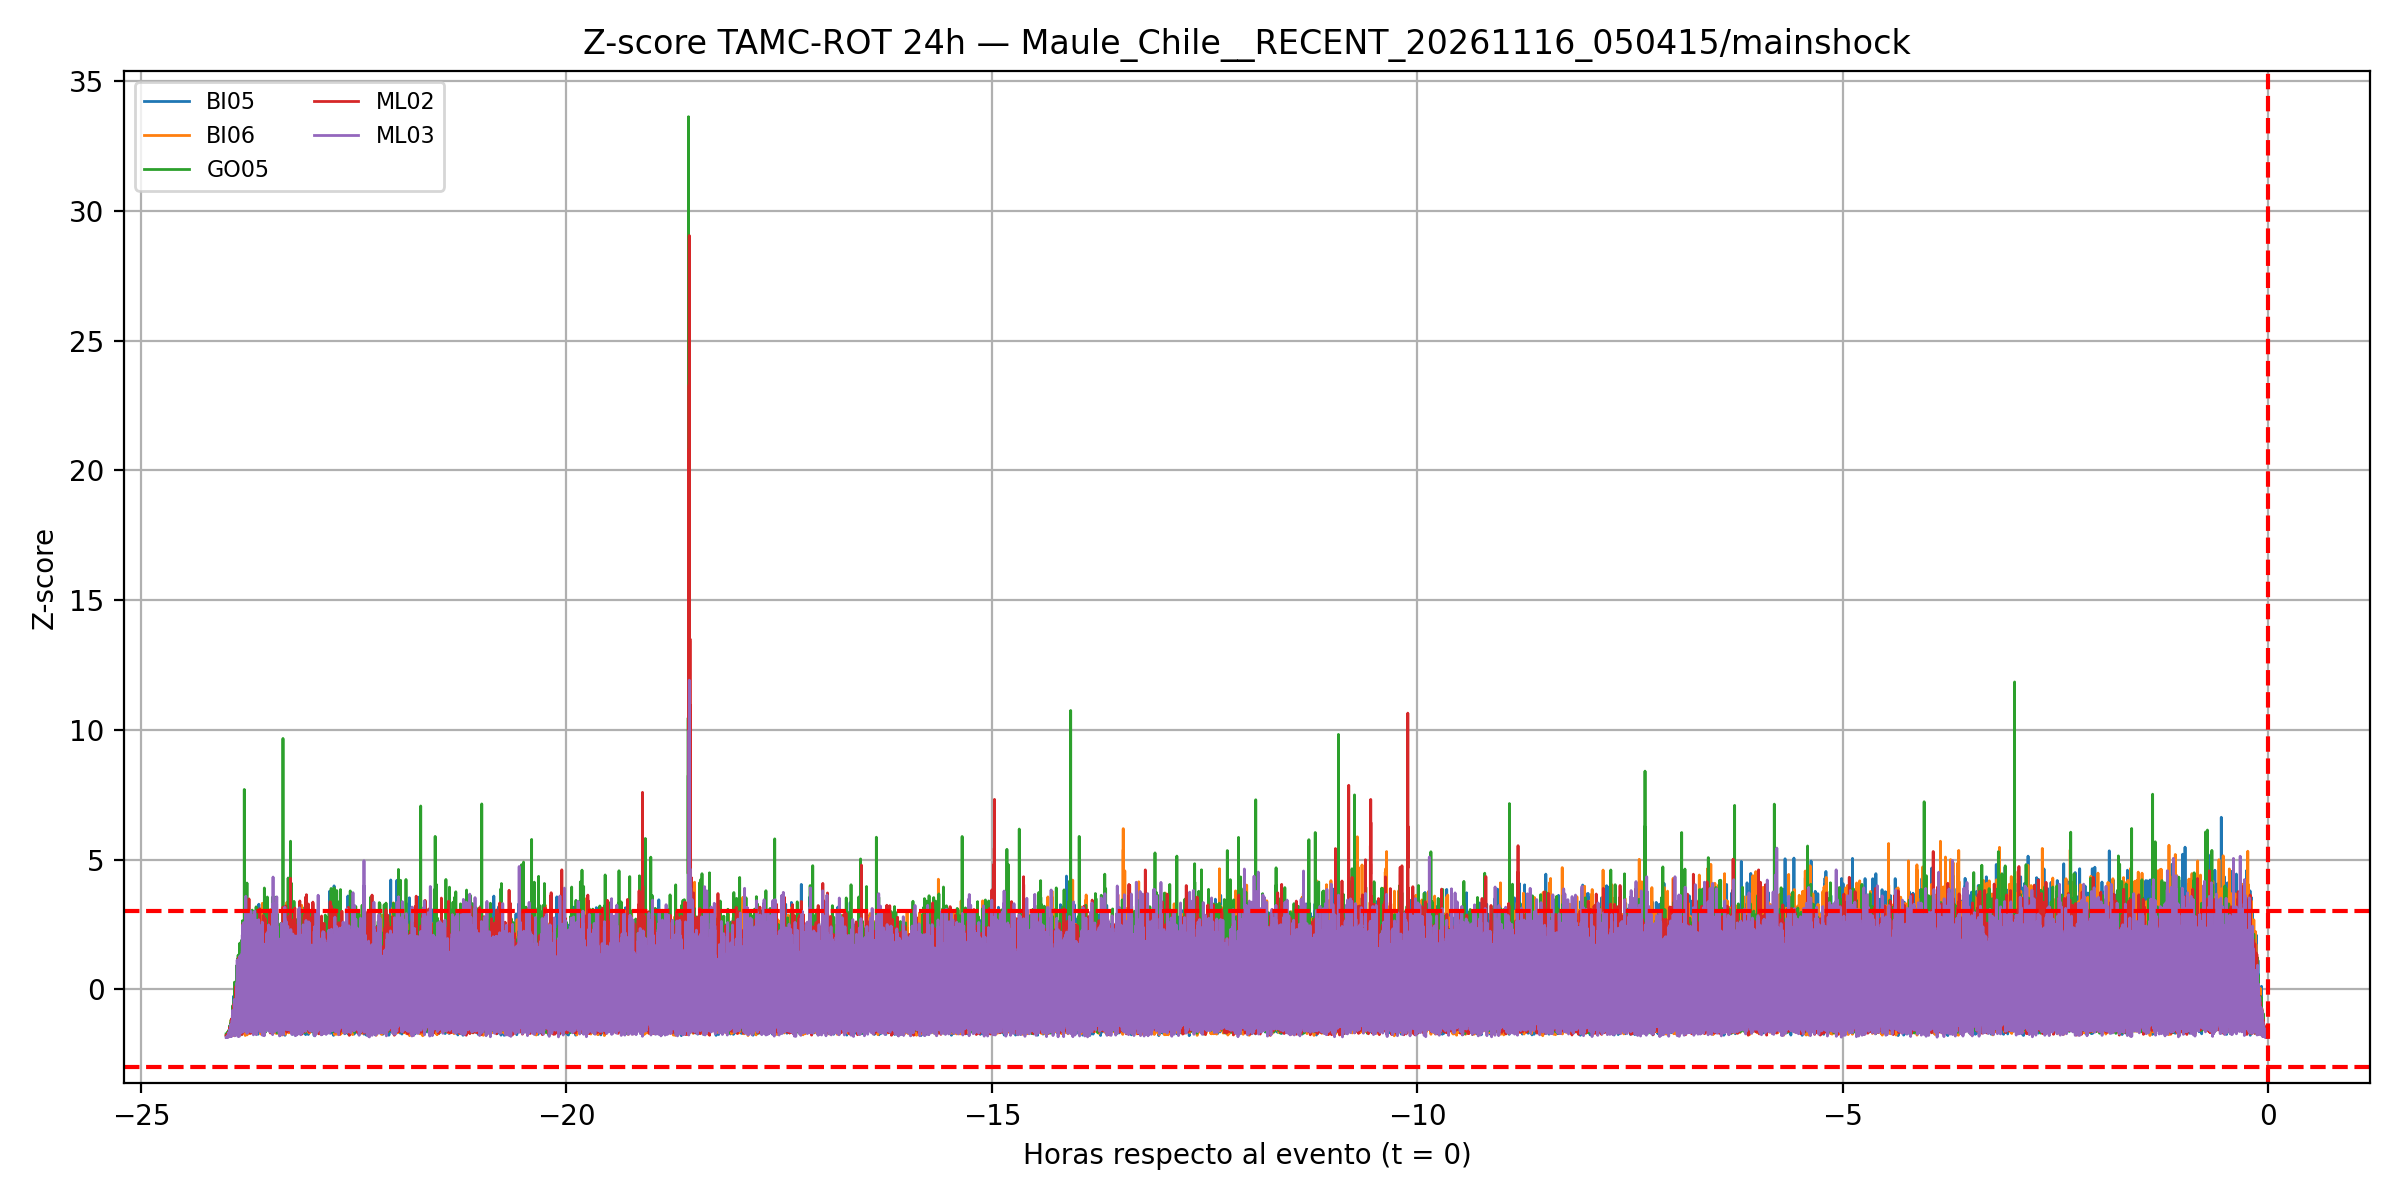 Z-score TAMC-ROT 24h — Maule_Chile__RECENT_20261116_050415/mainshock
BI05
BI06
GO05
ML02
ML03
35
30
25
20
15
10
5
0
Z-score
−25
−20
−15
−10
−5
0
Horas respecto al evento (t = 0)